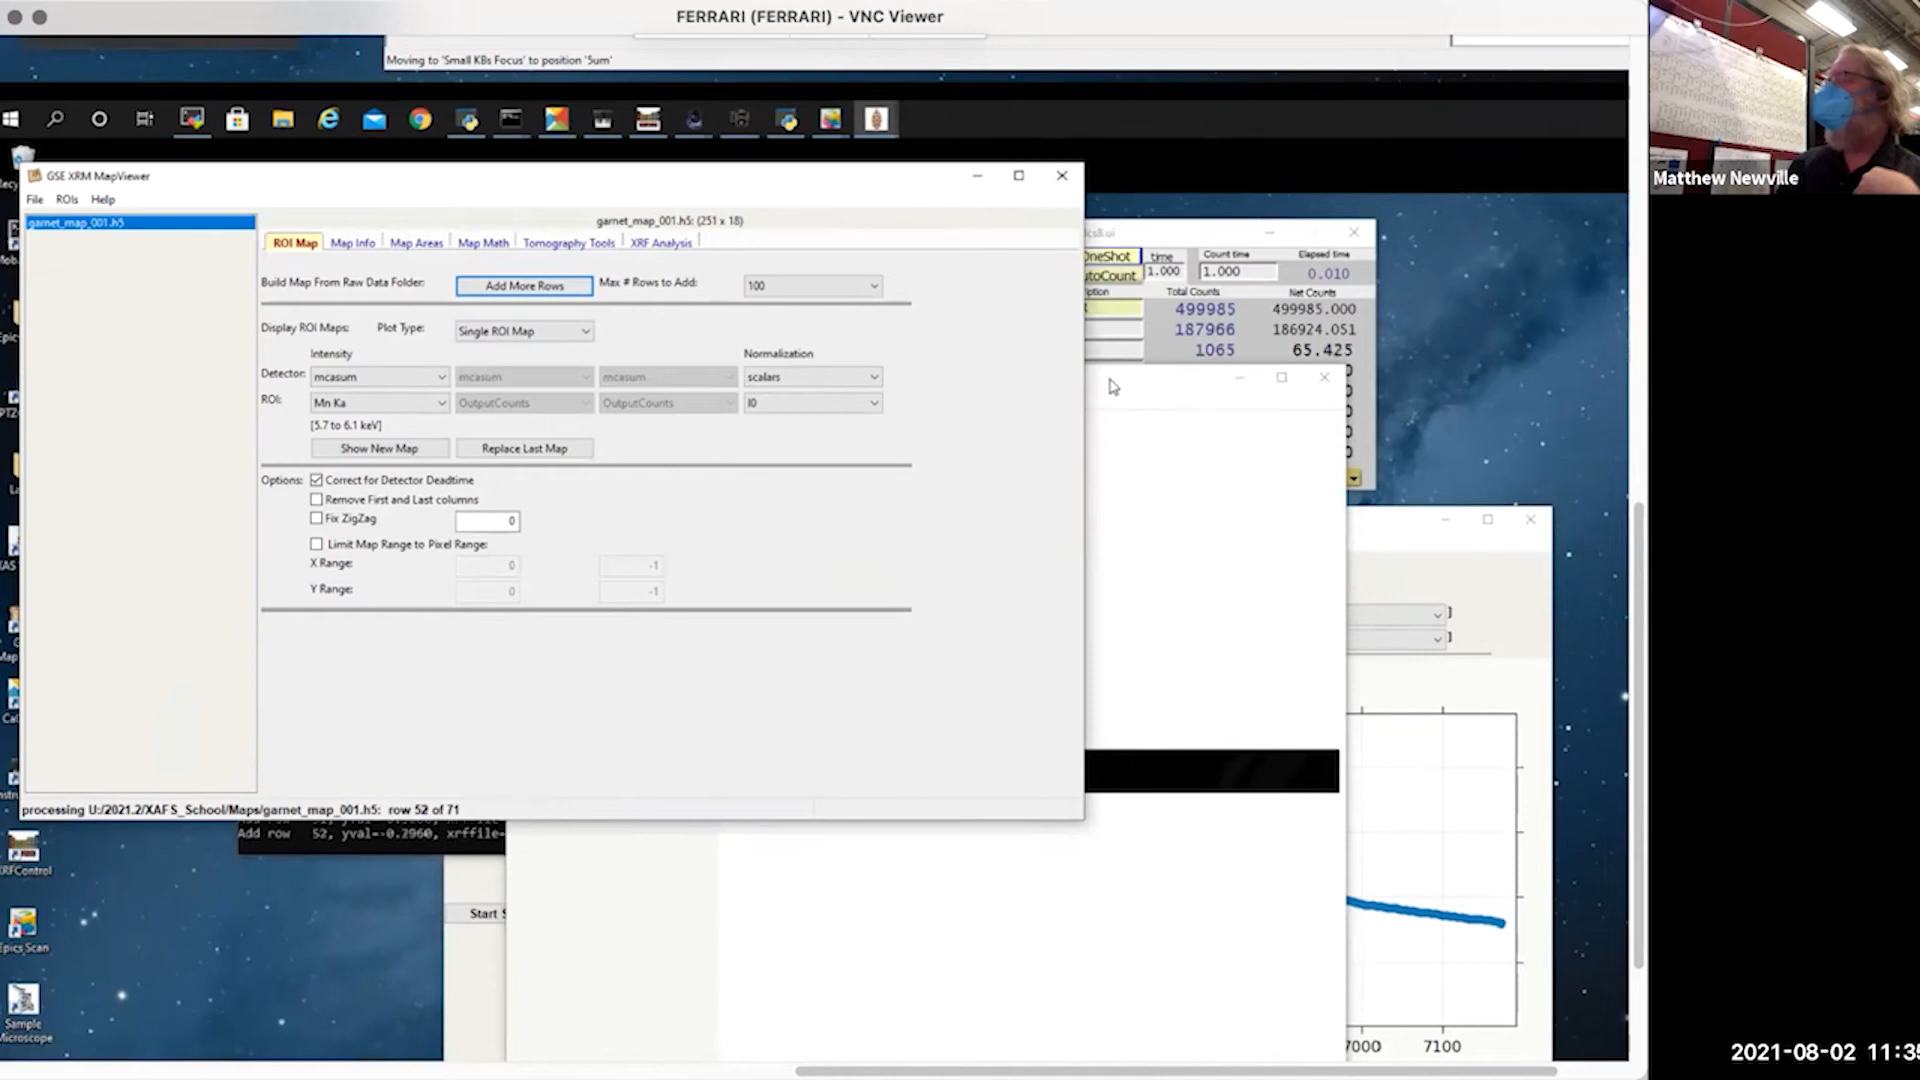 FERRARI (FERRARI) - VNC Viewer
Moving to 'Small KBs Focus' to position '5um'
Matthew Newville
GSE XRM MapViewer
File ROIs Help
garnet_map_001.h5
garnet_map_001.h5: (251 x 18)
ROI Map Map Info Map Areas Map Math Tomography Tools XRF Analysis
Build Map From Raw Data Folder: Add More Rows Max # Rows to Add: 100
Display ROI Maps: Plot Type: Single ROI Map
Intensity Normalization
Detector: mcasum mcasum mcasum scalars
ROI: Mn Ka OutputCounts OutputCounts I0
[5.7 to 6.1 keV]
Show New Map Replace Last Map
Options: Correct for Detector Deadtime
Remove First and Last columns
Fix ZigZag 0
Limit Map Range to Pixel Range:
X Range: 0 -1
Y Range: 0 -1
processing U:/2021.2/XAFS_School/Maps/garnet_map_001.h5: row 52 of 71
Add row 52, yval=-0.2960, xrffile=
OneShot time Count time Elapsed time
utoCount 1.000 1.000 0.010
Total Counts Net Counts
499985 499985.000
187966 186924.051
1065 65.425
]
]
7000 7100
Start S
XRFControl
Epics Scan
Sample
Microscope
2021-08-02 11:35